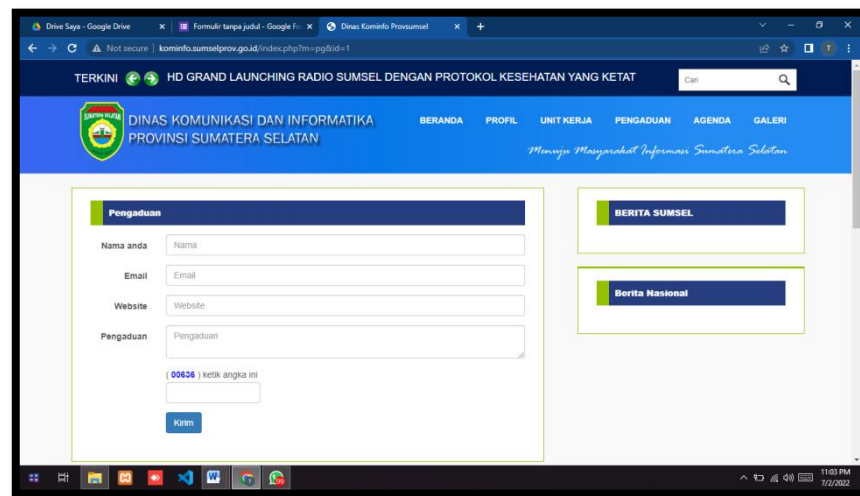 Drive Saya - Google Drive
Formulir tanpa judul - Google Fo
Dinas Kominfo Provsumsel
Not secure | kominfo.sumselprov.go.id/index.php?m=pg&id=1
TERKINI HD GRAND LAUNCHING RADIO SUMSEL DENGAN PROTOKOL KESEHATAN YANG KETAT
Cari
DINAS KOMUNIKASI DAN INFORMATIKA
PROVINSI SUMATERA SELATAN
BERANDA PROFIL UNIT KERJA PENGADUAN AGENDA GALERI
Menuju Masyarakat Informasi Sumatera Selatan
Pengaduan
Nama anda Nama
Email Email
Website Website
Pengaduan Pengaduan
( 00636 ) ketik angka ini
Kirim
BERITA SUMSEL
Berita Nasional
11:03 PM
7/2/2022